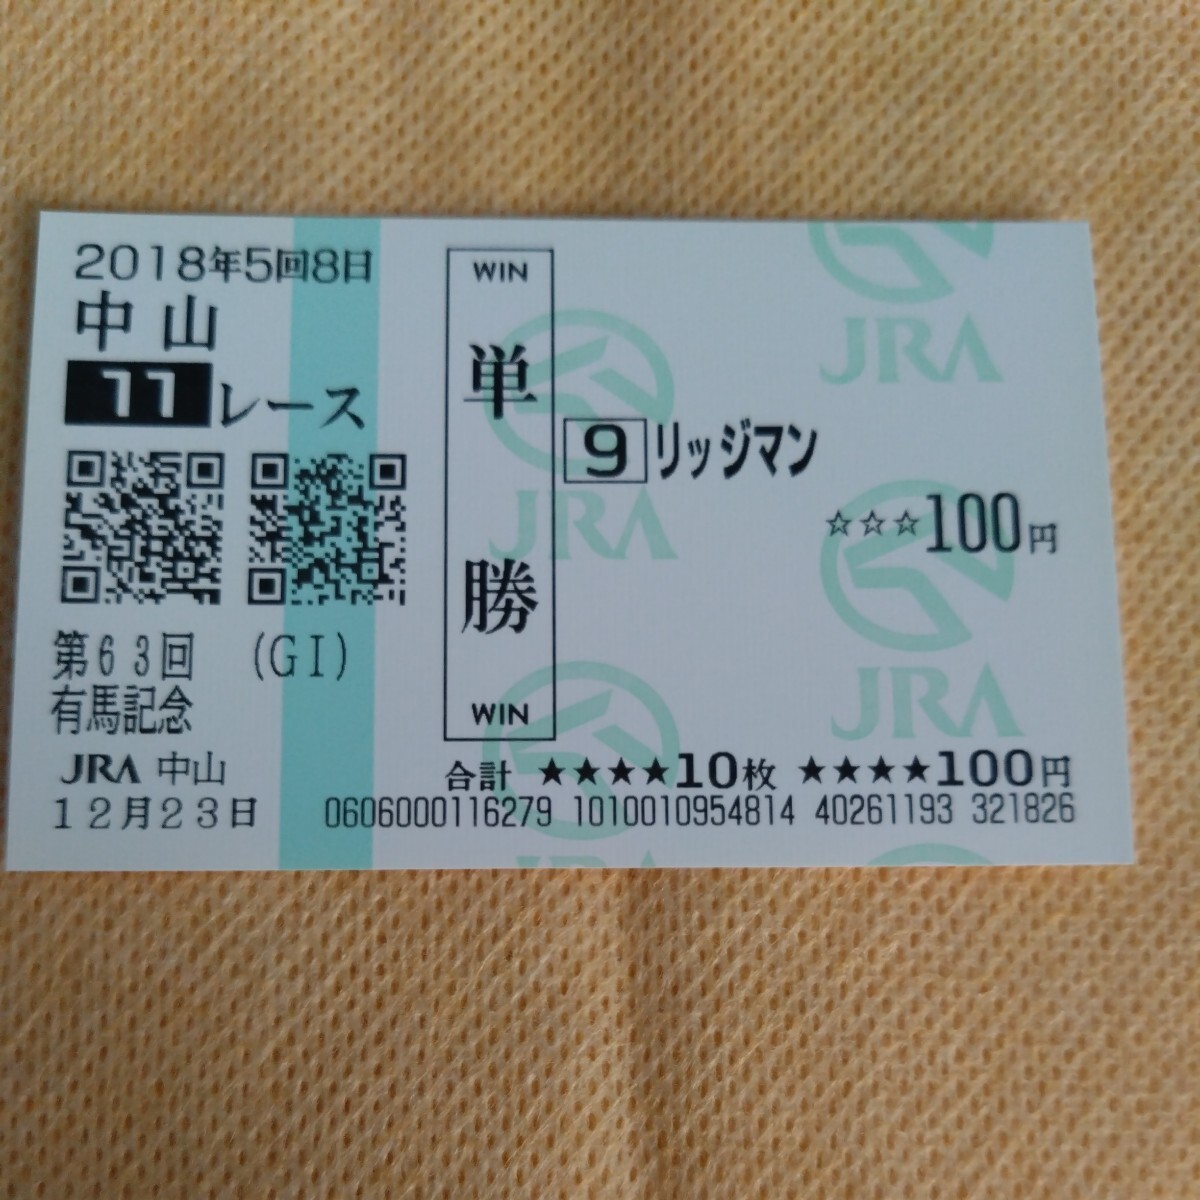 2018年5回8日
中山
11レース
第63回 (GI)
有馬記念
JRA 中山
12月23日
WIN
単勝
WIN
9 リッジマン
☆☆☆100円
合計 ★★★★10枚 ★★★★100円
0606000116279 1010010954814 40261193 321826
JRA
JRA
JRA
JRA